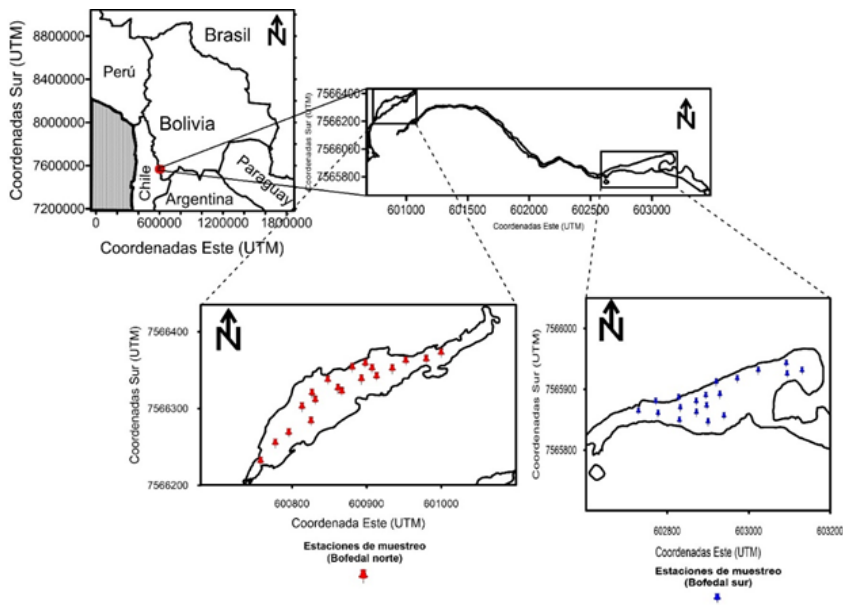 Coordenadas Sur (UTM)
8800000
8400000
8000000
7600000
7200000
N
Brasil
Perú
Bolivia
Chile
Paraguay
Argentina
0 600000 1200000 1800000
Coordenadas Este (UTM)
Coordenadas Sur (UTM)
7566400
7566200
7566000
7565800
N
601000 601500 602000 602500 603000
Coordenadas Este (UTM)
Coordenadas Sur (UTM)
7566400
7566300
7566200
N
600800 600900 601000
Coordenada Este (UTM)
Estaciones de muestreo
(Bofedal norte)
Coordenadas Sur (UTM)
7566000
7565900
7565800
N
602800 603000 603200
Coordenadas Este (UTM)
Estaciones de muestreo
(Bofedal sur)